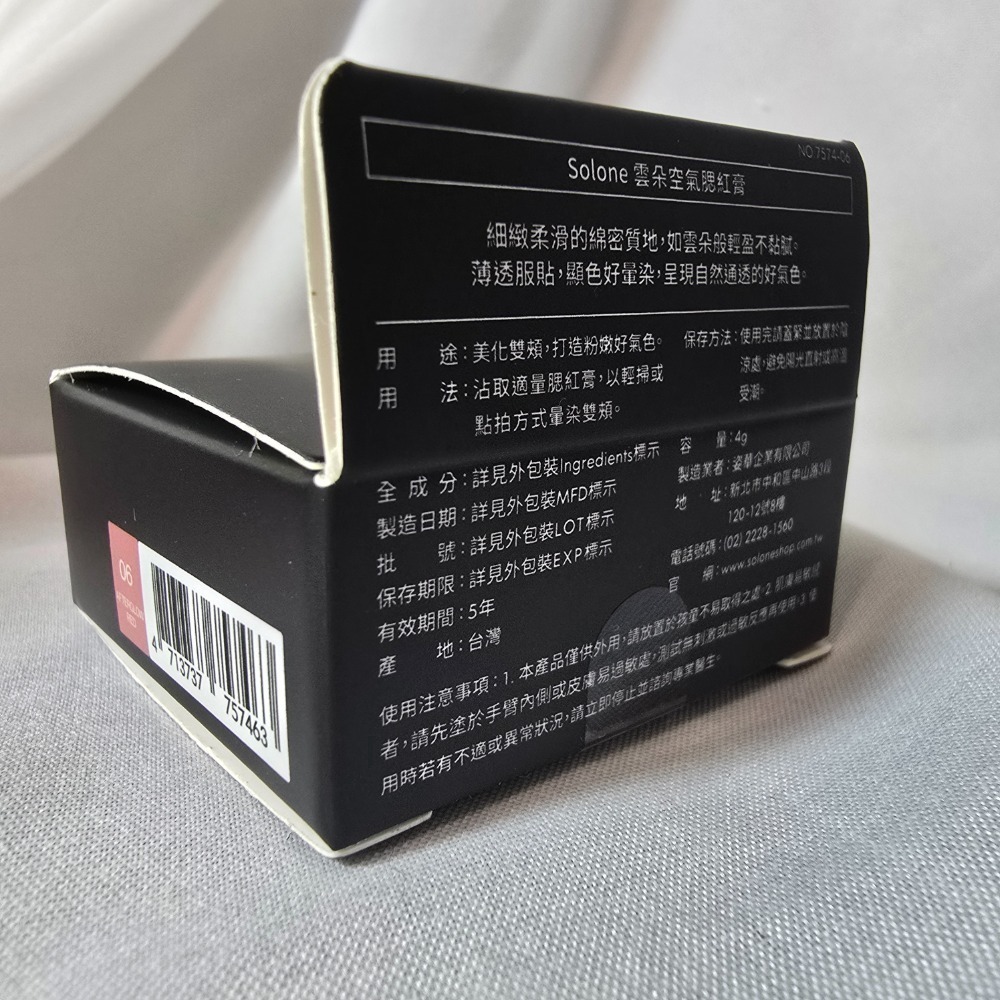 NO.7574-06
Solone 雲朵空氣腮紅膏
細緻柔滑的綿密質地，如雲朵般輕盈不黏膩。
薄透服貼，顯色好暈染，呈現自然通透的好氣色。
用 途：美化雙頰，打造粉嫩好氣色。
用 法：沾取適量腮紅膏，以輕掃或
點拍方式暈染雙頰。
保存方法：使用完請蓋緊並放置於陰
涼處，避免陽光直射或高溫
受潮。
全成分：詳見外包裝Ingredients標示
製造日期：詳見外包裝MFD標示
批 號：詳見外包裝LOT標示
保存期限：詳見外包裝EXP標示
有效期間：5年
產 地：台灣
容 量：4g
製造業者：姿華企業有限公司
地 址：新北市中和區中山路3段
120-12號8樓
電話號碼：(02) 2228-1560
官 網：www.soloneshop.com.tw
使用注意事項：1. 本產品僅供外用，請放置於孩童不易取得之處 2. 肌膚易敏感
者，請先塗於手臂內側或皮膚易過敏處，測試無刺激或過敏反應再使用 3. 使
用時若有不適或異常狀況，請立即停止並諮詢專業醫生。
06
AFTERGLOW
RED
4 713737 757463